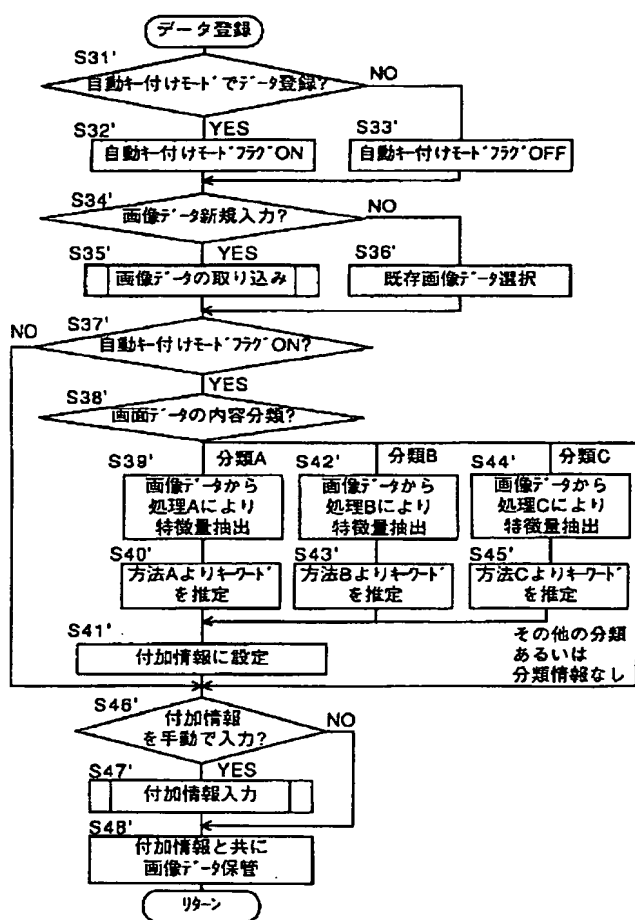 データ登録
S31'
自動キー付けモードでデータ登録?
NO
YES
S32'
自動キー付けモードフラグON
S33'
自動キー付けモードフラグOFF
S34'
画像データ新規入力?
NO
YES
S35'
画像データの取り込み
S36'
既存画像データ選択
S37'
NO
自動キー付けモードフラグON?
YES
S38'
画面データの内容分類?
S39'
分類A
画像データから
処理Aにより
特徴量抽出
S42'
分類B
画像データから
処理Bにより
特徴量抽出
S44'
分類C
画像データから
処理Cにより
特徴量抽出
S40'
方法Aよりキーワード
を推定
S43'
方法Bよりキーワード
を推定
S45'
方法Cよりキーワード
を推定
S41'
付加情報に設定
その他の分類
あるいは
分類情報なし
S46'
付加情報
を手動で入力?
NO
YES
S47'
付加情報入力
S48'
付加情報と共に
画像データ保管
リターン